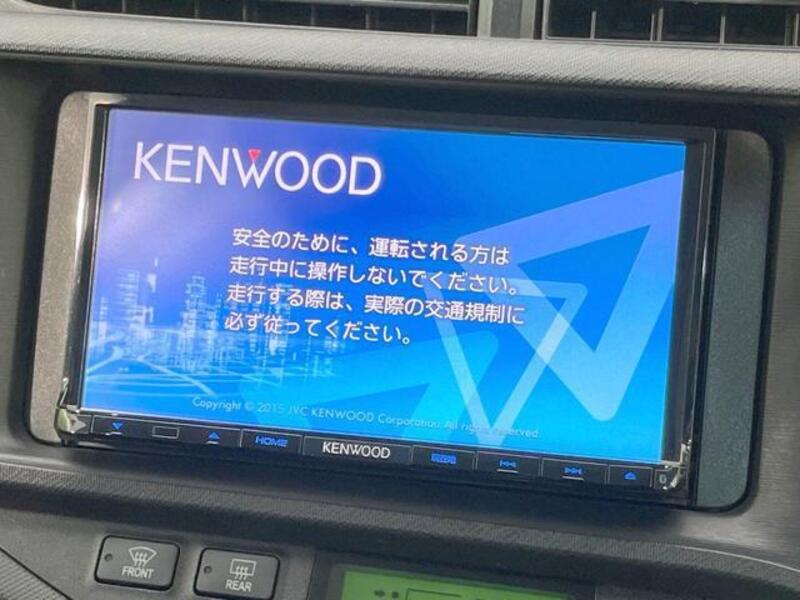 KENWOOD
安全のために、運転される方は
走行中に操作しないでください。
走行する際は、実際の交通規制に
必ず従ってください。
Copyright © 2015 JVC KENWOOD Corporation All rights reserved.
HOME
KENWOOD
現在地
FRONT
REAR